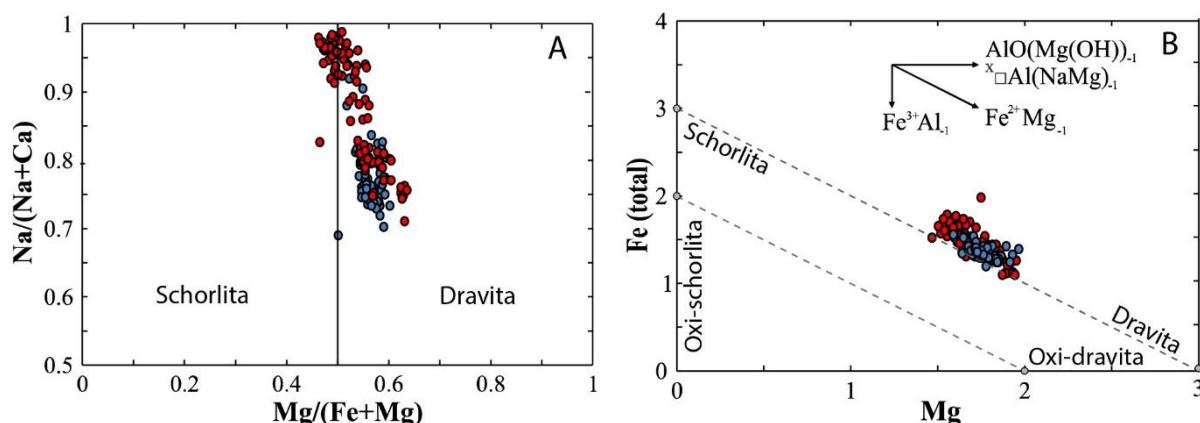 A
Na/(Na+Ca)
1
0.9
0.8
0.7
0.6
0.5
Schorlita
Dravita
0
0.2
0.4
0.6
0.8
1
Mg/(Fe+Mg)
B
Fe (total)
4
3
2
1
0
AlO(Mg(OH))-1
x□Al(NaMg)-1
Fe3+Al-1
Fe2+Mg-1
Schorlita
Oxi-schorlita
Dravita
Oxi-dravita
0
1
2
3
Mg